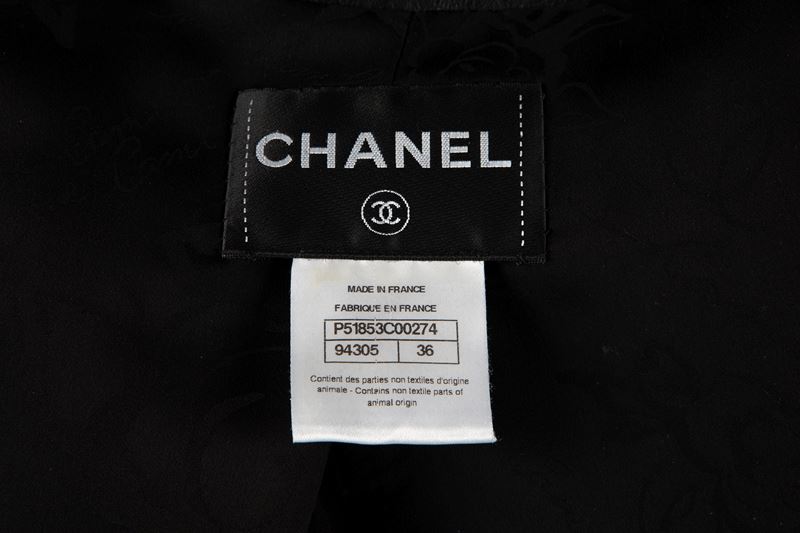 CHANEL
MADE IN FRANCE
FABRIQUE EN FRANCE
P51853C00274
94305 36
Contient des parties non textiles d'origine
animale - Contains non textile parts of
animal origin